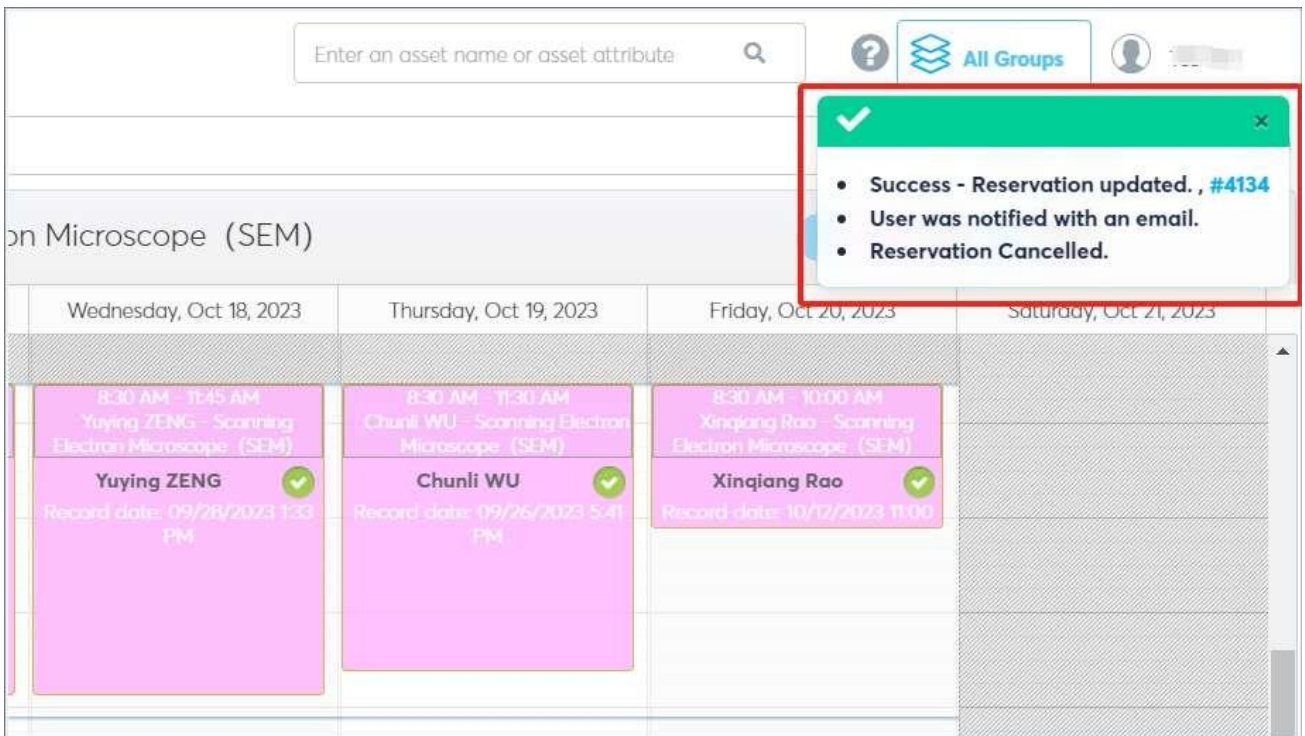 Enter an asset name or asset attribute
All Groups
Success - Reservation updated. , #4134
User was notified with an email.
Reservation Cancelled.
on Microscope (SEM)
Wednesday, Oct 18, 2023
Thursday, Oct 19, 2023
Friday, Oct 20, 2023
Saturday, Oct 21, 2023
8:30 AM - 11:45 AM
Yuying ZENG - Scanning
Electron Microscope (SEM)
Yuying ZENG
Record date: 09/28/2023 1:33
PM
8:30 AM - 11:30 AM
Chunli WU - Scanning Electron
Microscope (SEM)
Chunli WU
Record date: 09/26/2023 5:41
PM
8:30 AM - 10:00 AM
Xinqiang Rao - Scanning
Electron Microscope (SEM)
Xinqiang Rao
Record date: 10/12/2023 11:00